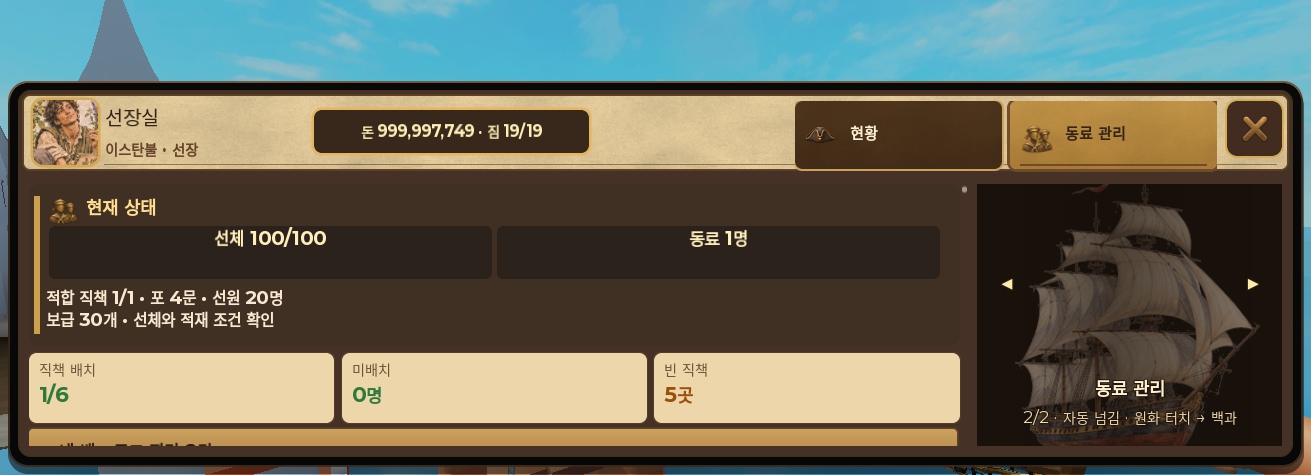 선장실
이스탄불 • 선장
돈 999,997,749 · 짐 19/19
현황
동료 관리
현재 상태
선체 100/100
동료 1명
적합 직책 1/1 • 포 4문 • 선원 20명
보급 30개 • 선체와 적재 조건 확인
직책 배치
1/6
미배치
0명
빈 직책
5곳
동료 관리
2/2 · 자동 넘김 · 원화 터치 → 백과